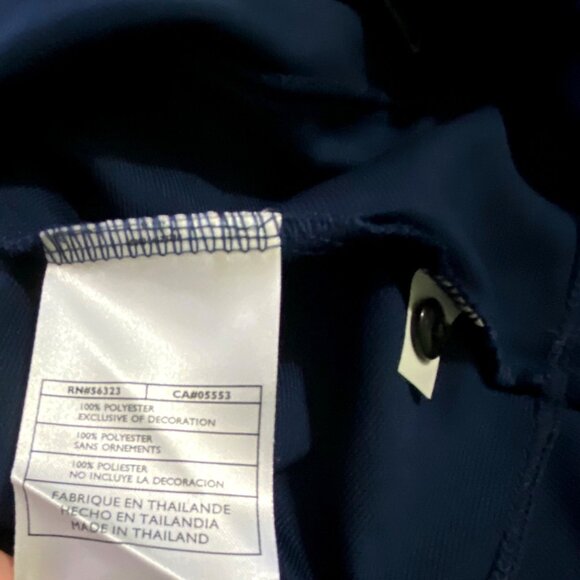 RN#56323 CA#05553
100% POLYESTER
EXCLUSIVE OF DECORATION
100% POLYESTER
SANS ORNEMENTS
100% POLIESTER
NO INCLUYE LA DECORACION
FABRIQUE EN THAILANDE
HECHO EN TAILANDIA
MADE IN THAILAND